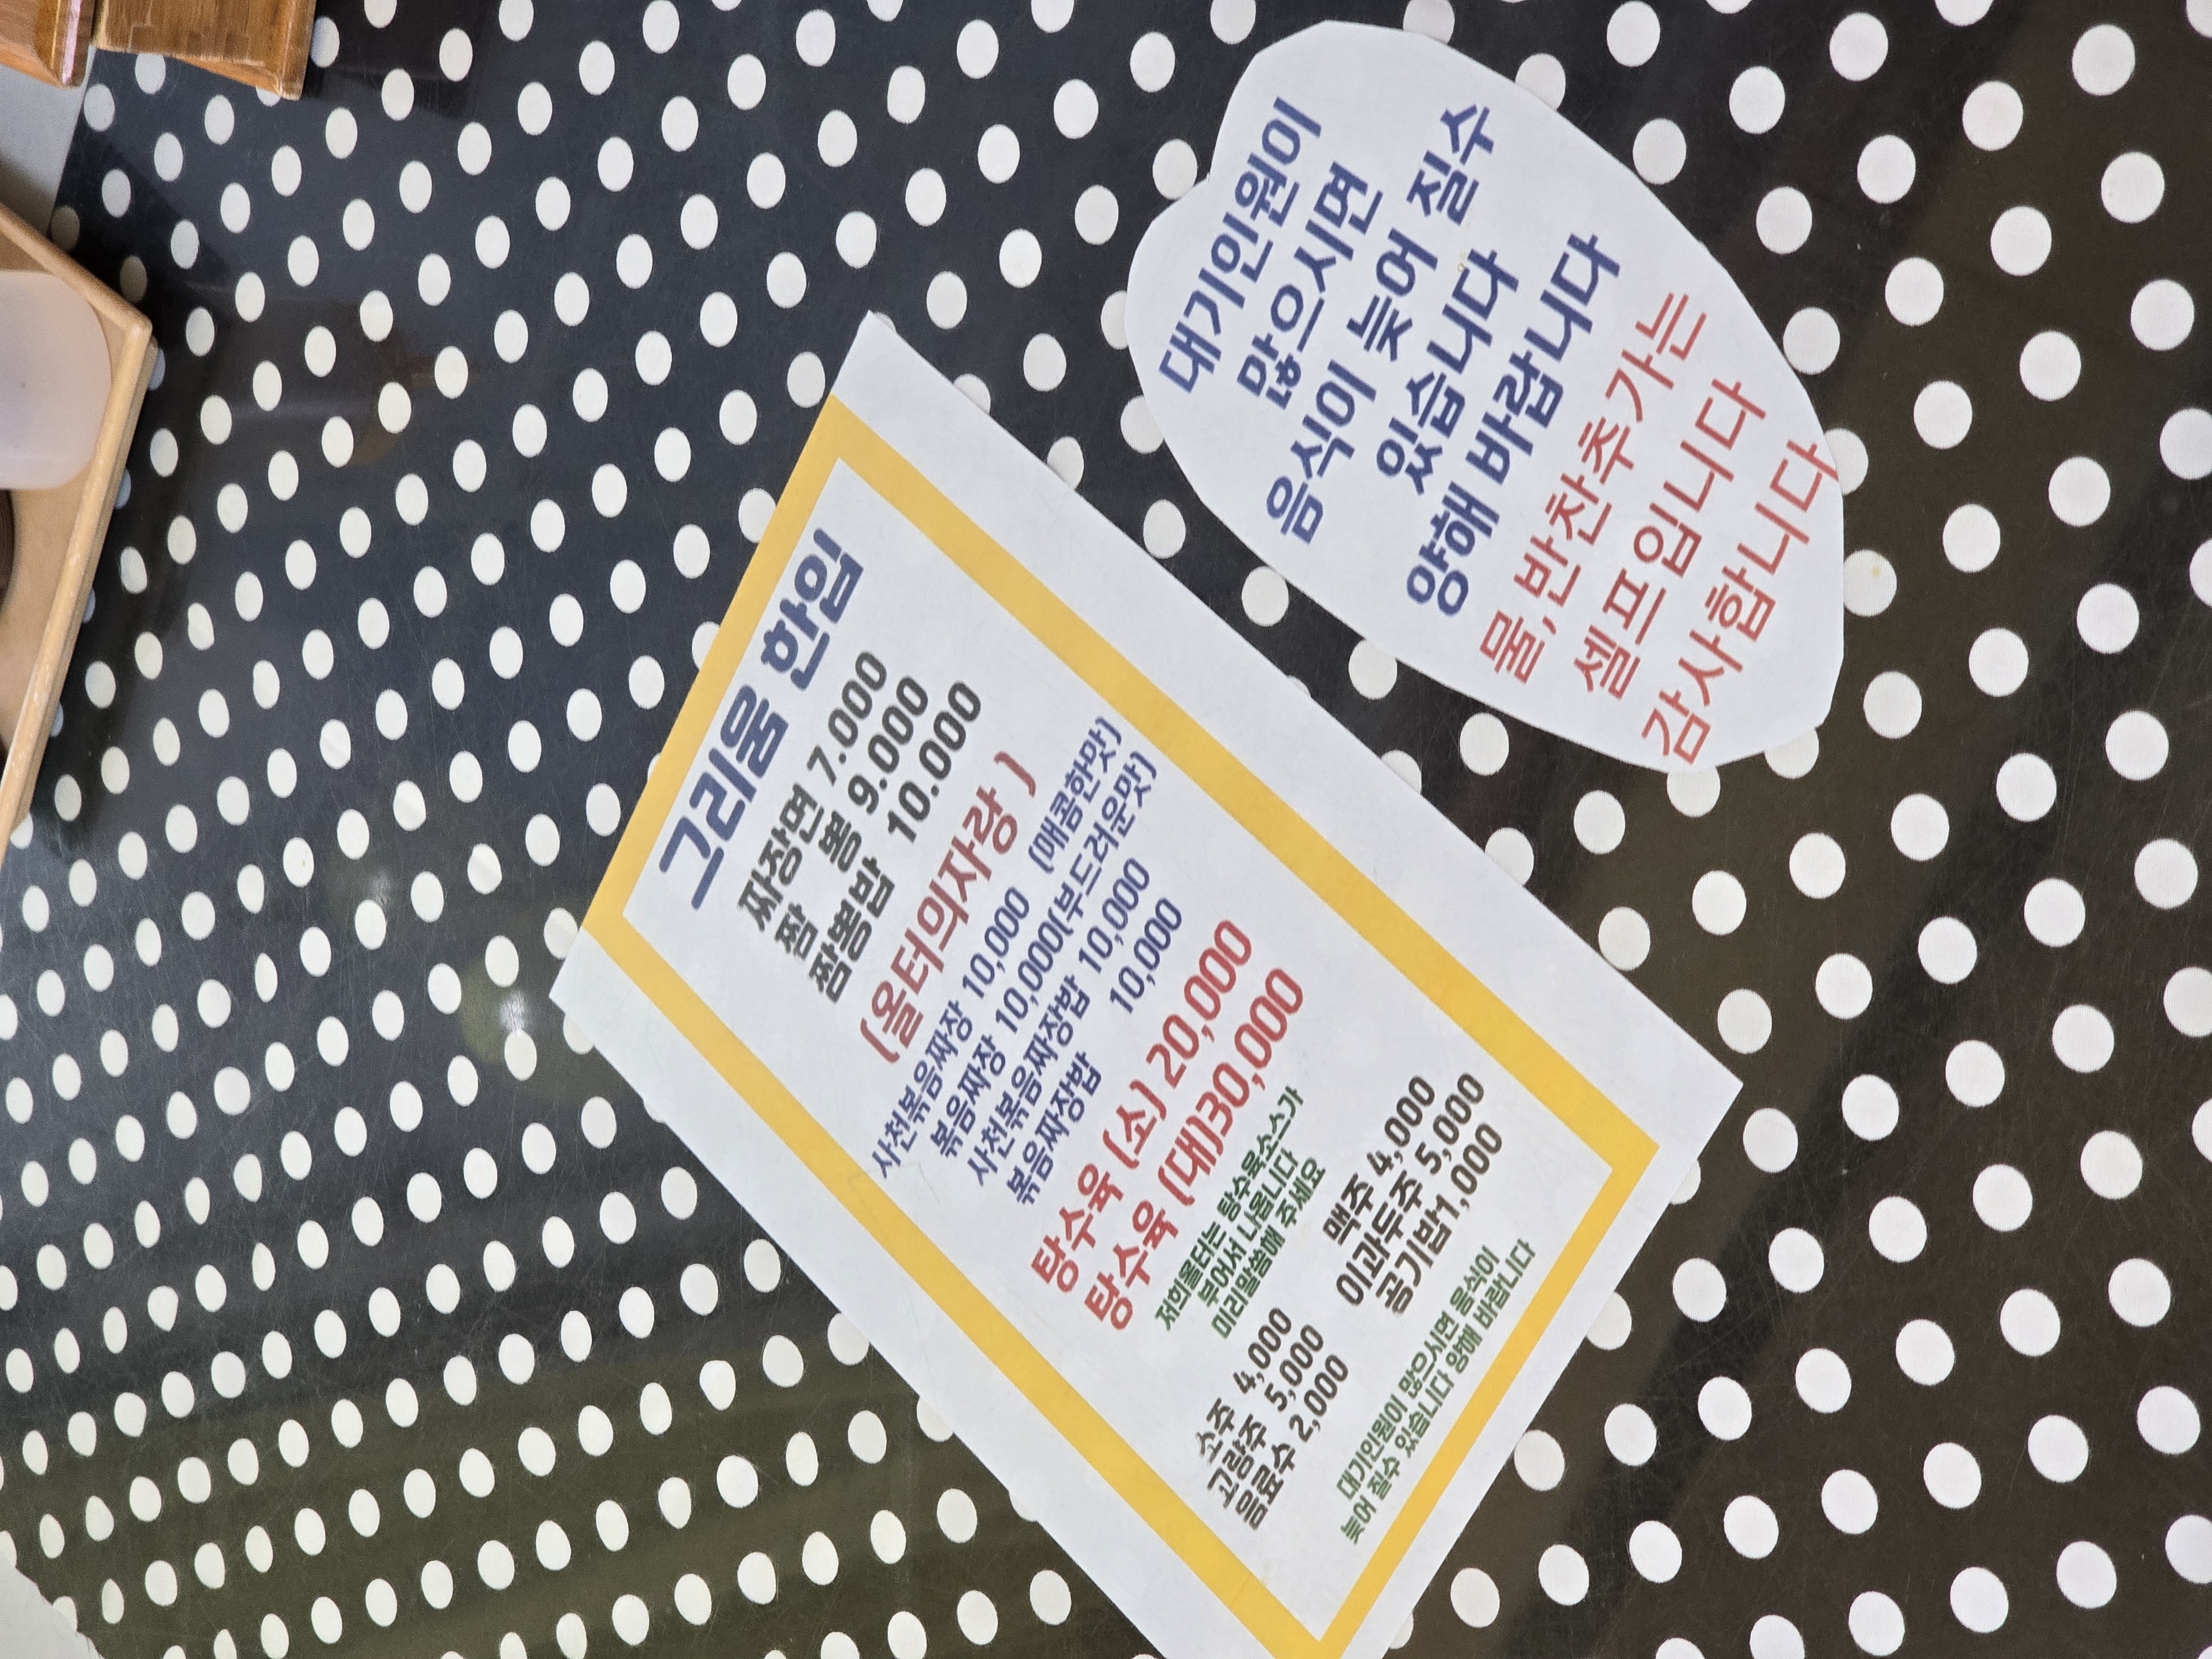 그리울 한입
짜장면 7.000
짬 뽕 9.000
짬뽕밥 10.000
(올터의자랑 )
사천볶음짜장 10,000 (매콤한맛)
볶음짜장 10,000(부드러운맛)
사천볶음짜장밥 10,000
볶음짜장밥 10,000
탕수육 (소) 20,000
탕수육 (대)30,000
저희올터는 탕수육소스가
부어서 나옵니다
미리말씀해 주세요
소주 4,000
고량주 5,000
음료수 2,000
맥주 4,000
이과두주 5,000
공기밥1,000
대기인원이 많으시면 음식이
늦어 질수 있습니다 양해 바랍니다
대기인원이
많으시면
음식이 늦어 질수
있습니다
양해 바랍니다
물,반찬추가는
셀프입니다
감사합니다